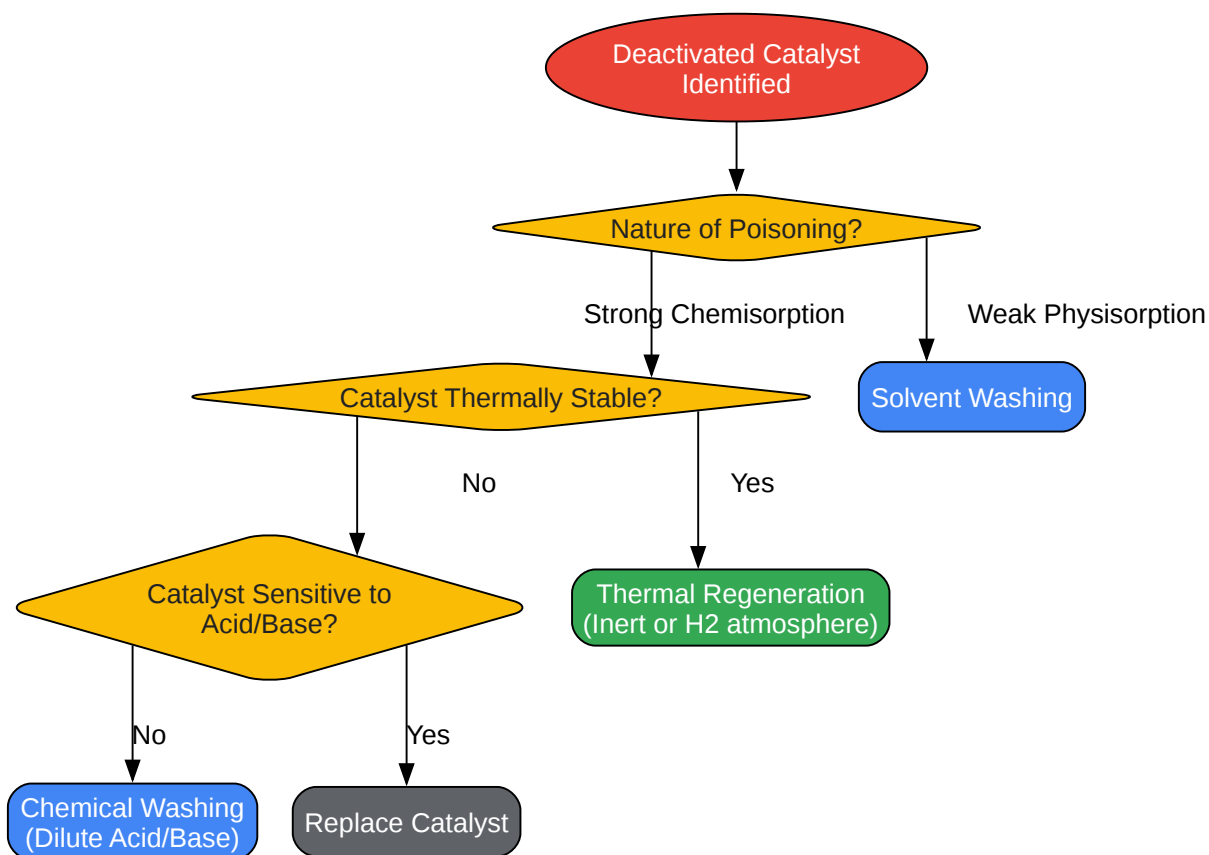 Deactivated Catalyst
Identified
Nature of Poisoning?
Strong Chemisorption
Weak Physisorption
Catalyst Thermally Stable?
Solvent Washing
No
Yes
Catalyst Sensitive to
Acid/Base?
Thermal Regeneration
(Inert or H2 atmosphere)
No
Yes
Chemical Washing
(Dilute Acid/Base)
Replace Catalyst